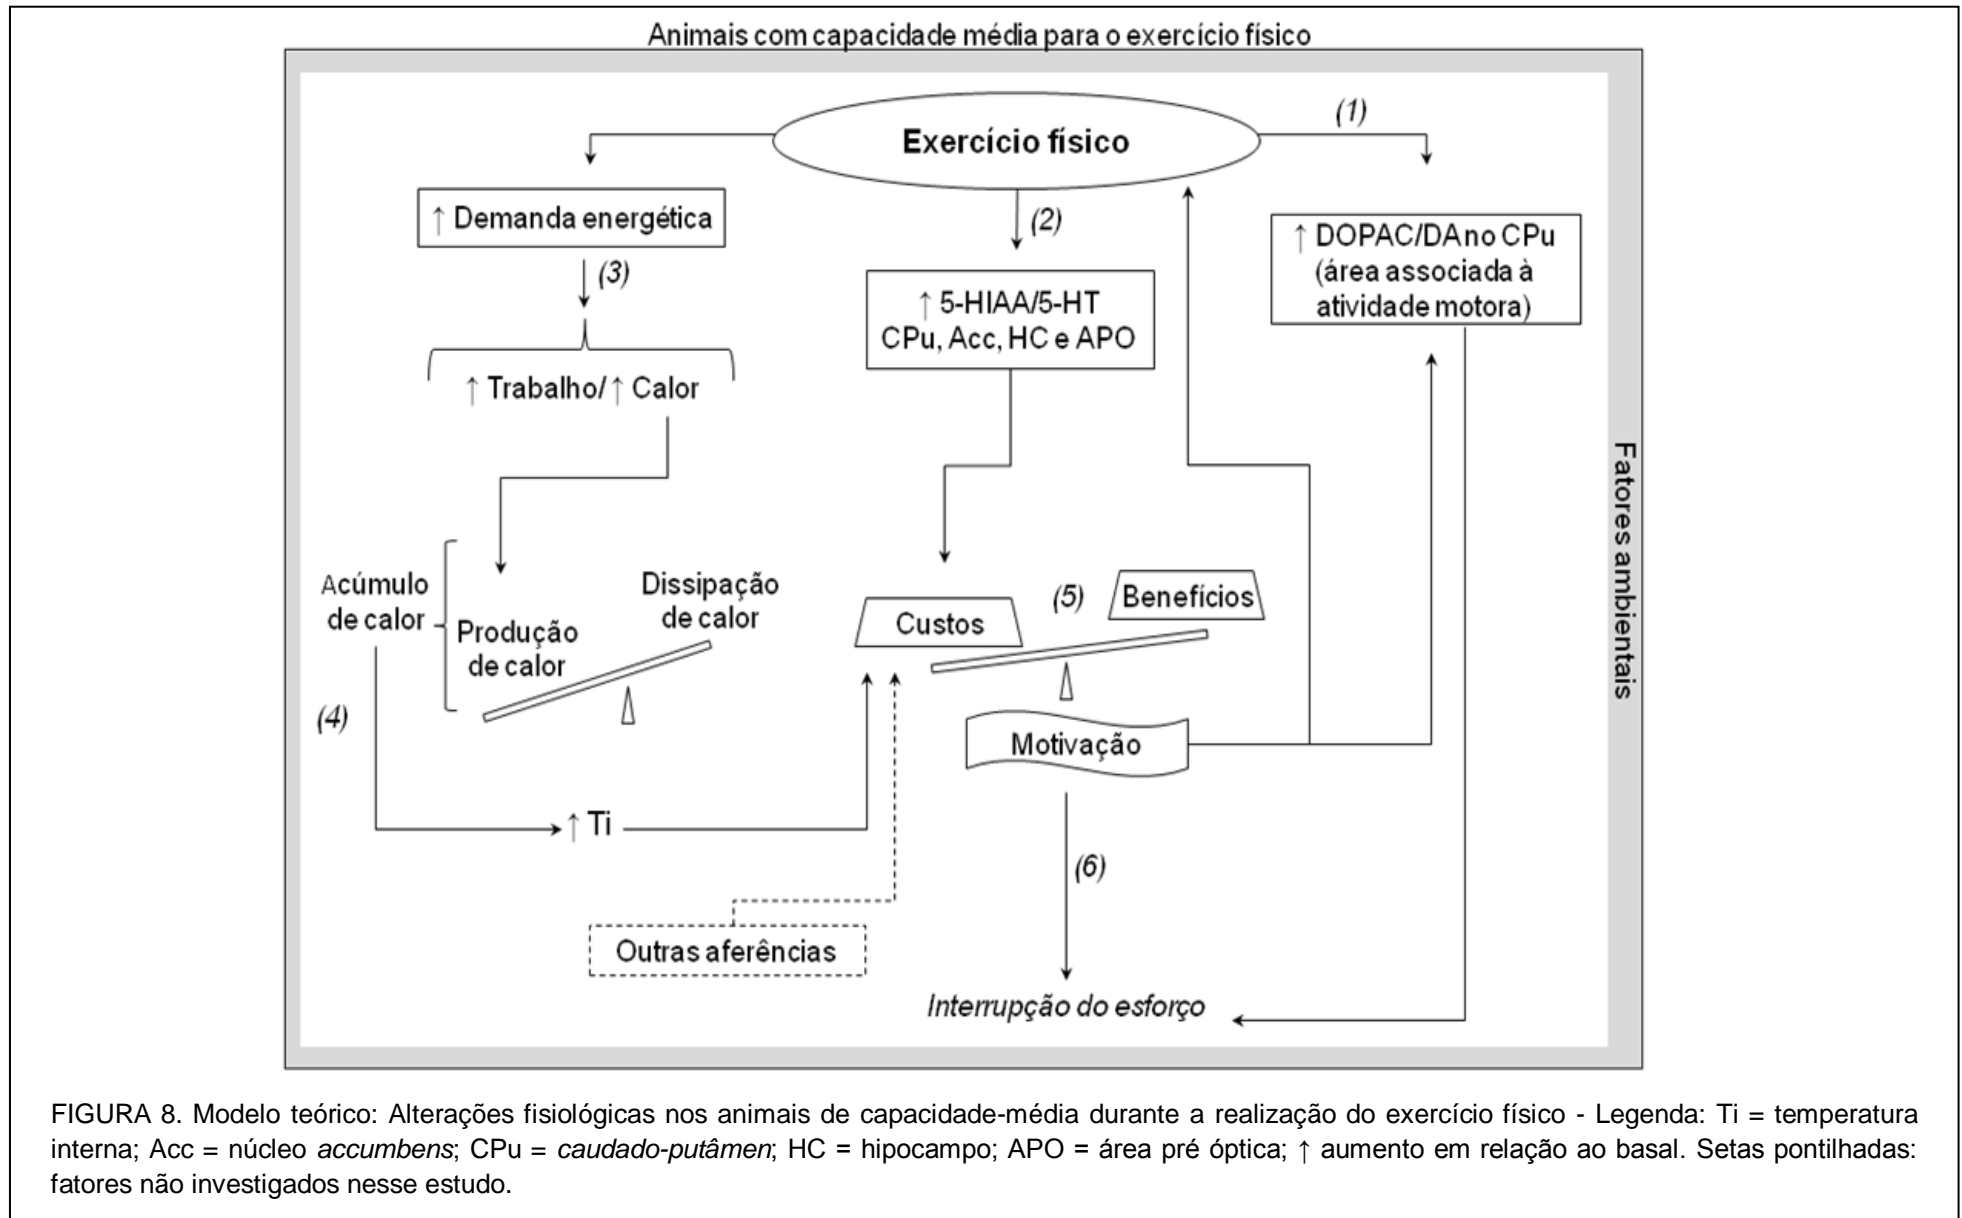 Animais com capacidade média para o exercício físico
(1)
Exercício físico
↑ Demanda energética
(2)
↑ DOPAC/DA no CPu
(área associada à
atividade motora)
(3)
↑ 5-HIAA/5-HT
CPu, Acc, HC e APO
↑ Trabalho/ ↑ Calor
Fatores ambientais
Acúmulo
de calor
Produção
de calor
Dissipação
de calor
Custos
(5)
Benefícios
(4)
Motivação
↑ Ti
(6)
Outras aferências
Interrupção do esforço
FIGURA 8. Modelo teórico: Alterações fisiológicas nos animais de capacidade-média durante a realização do exercício físico - Legenda: Ti = temperatura
interna; Acc = núcleo accumbens; CPu = caudado-putâmen; HC = hipocampo; APO = área pré óptica; ↑ aumento em relação ao basal. Setas pontilhadas:
fatores não investigados nesse estudo.